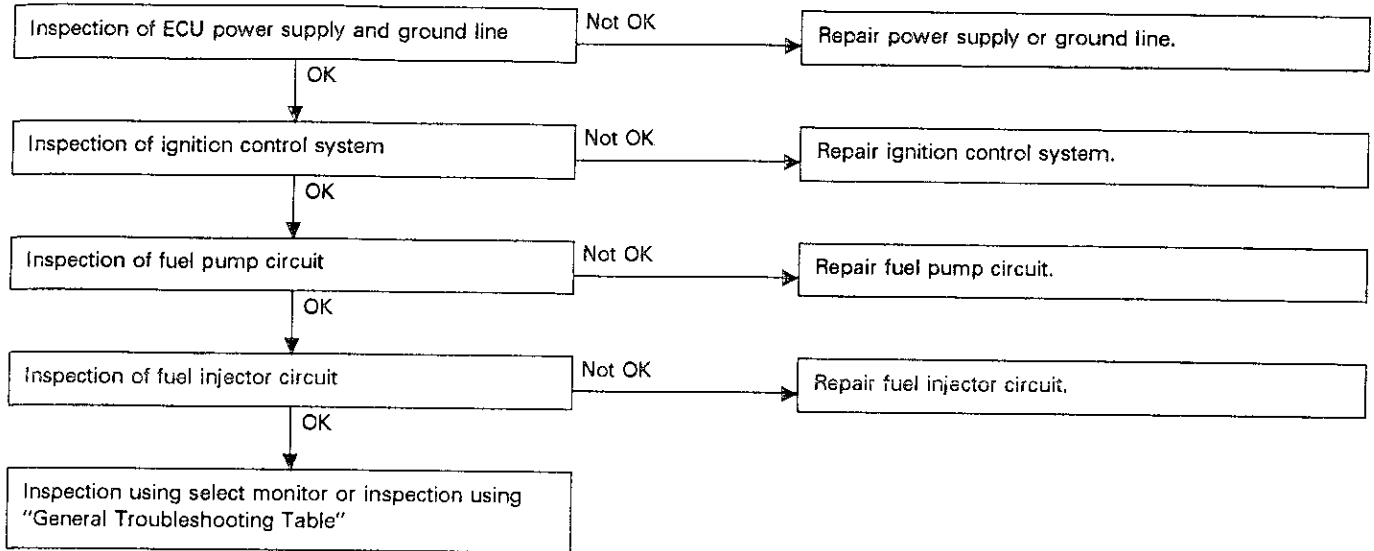 Inspection of ECU power supply and ground line
Not OK
Repair power supply or ground line.
OK
Inspection of ignition control system
Not OK
Repair ignition control system.
OK
Inspection of fuel pump circuit
Not OK
Repair fuel pump circuit.
OK
Inspection of fuel injector circuit
Not OK
Repair fuel injector circuit.
OK
Inspection using select monitor or inspection using
"General Troubleshooting Table"